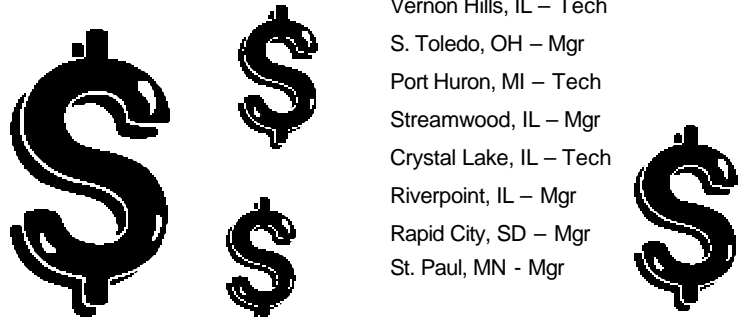 Vernon Hills, IL – Tech
S. Toledo, OH – Mgr
Port Huron, MI – Tech
Streamwood, IL – Mgr
Crystal Lake, IL – Tech
Riverpoint, IL – Mgr
Rapid City, SD – Mgr
St. Paul, MN - Mgr